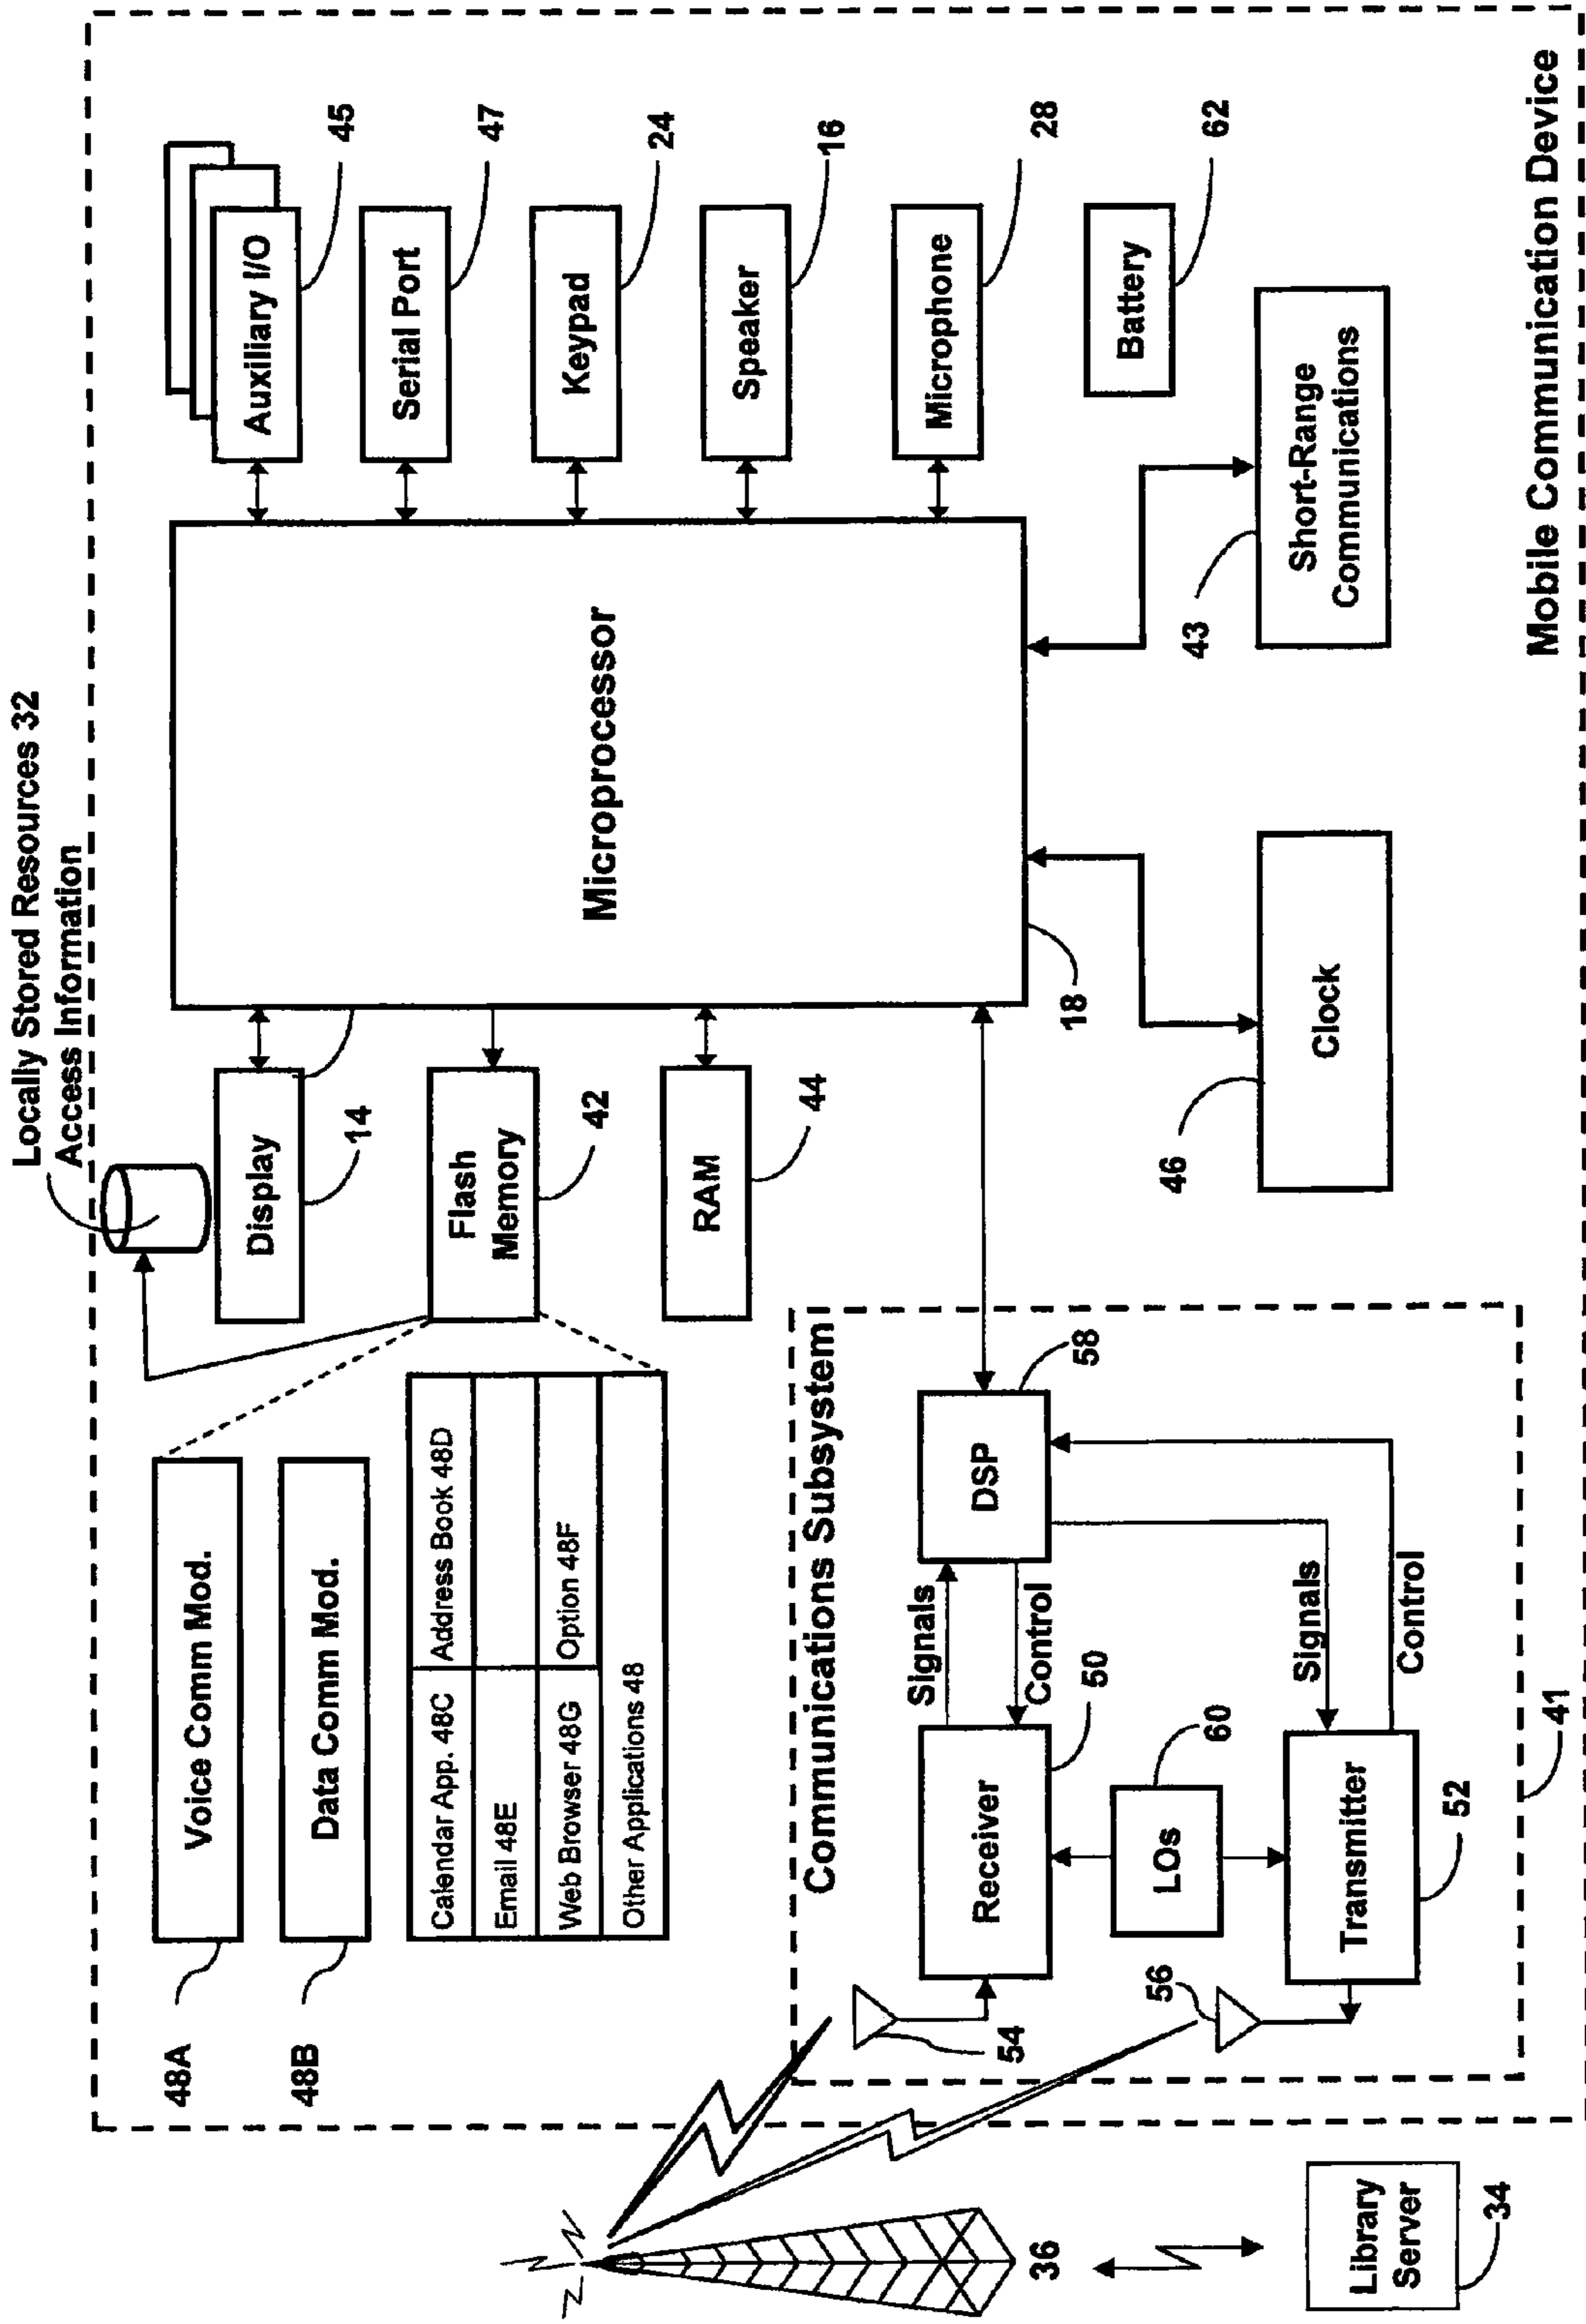 Locally Stored Resources 32
Access Information
48A
Voice Comm Mod.
48B
Data Comm Mod.
Calendar App. 48C
Address Book 48D
Email 48E
Web Browser 48G
Option 48F
Other Applications 48
Display
14
Flash
Memory
42
RAM
44
Microprocessor
18
Auxiliary I/O
45
Serial Port
47
Keypad
24
Speaker
16
Microphone
28
Battery
62
Short-Range
Communications
43
Clock
46
Communications Subsystem
Receiver
50
Signals
Control
DSP
58
LOs
60
Signals
Control
Transmitter
52
54
56
41
36
Library
Server
34
Mobile Communication Device